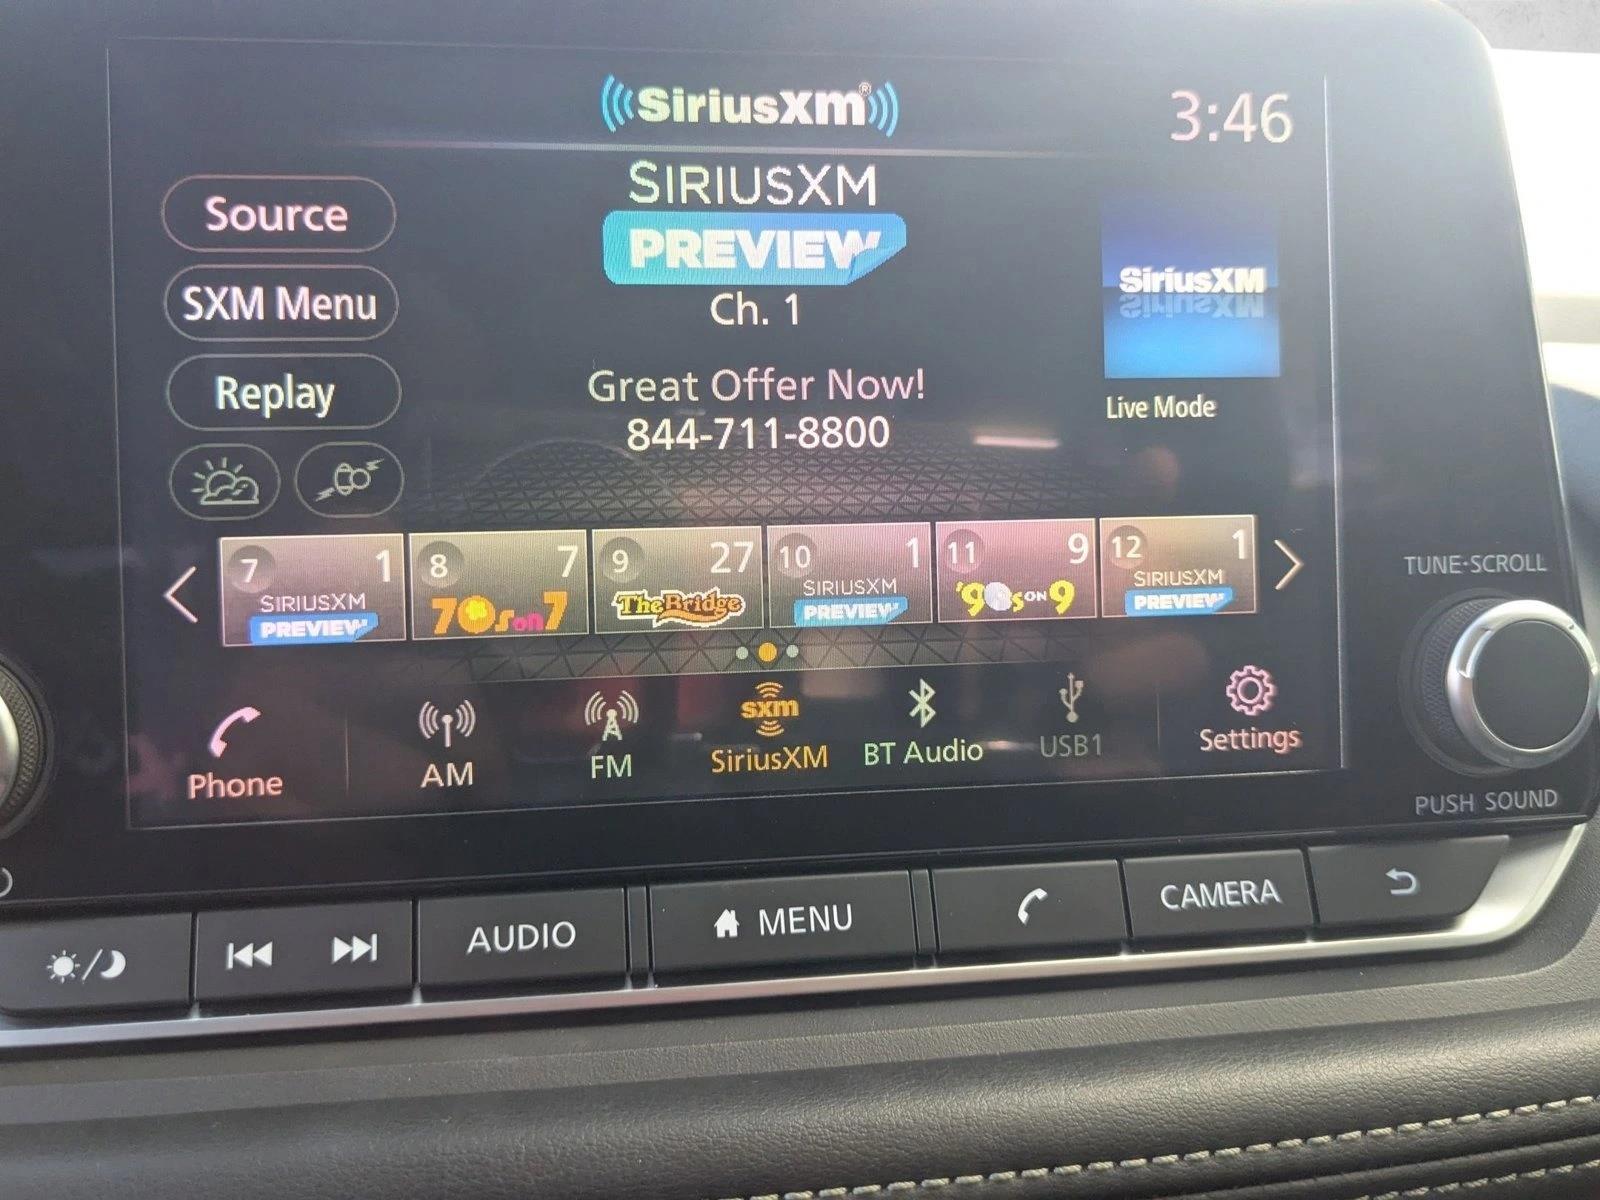 SiriusXM®
3:46
SIRIUSXM
PREVIEW
Ch. 1
Source
SXM Menu
Replay
Great Offer Now!
844-711-8800
SiriusXM
Live Mode
7 1
SIRIUSXM
PREVIEW
8 7
70s on 7
9 27
The Bridge
10 1
SIRIUSXM
PREVIEW
11 9
'90s ON 9
12 1
SIRIUSXM
PREVIEW
Phone
AM
FM
sxm
SiriusXM
BT Audio
USB1
Settings
TUNE·SCROLL
PUSH SOUND
AUDIO
MENU
CAMERA